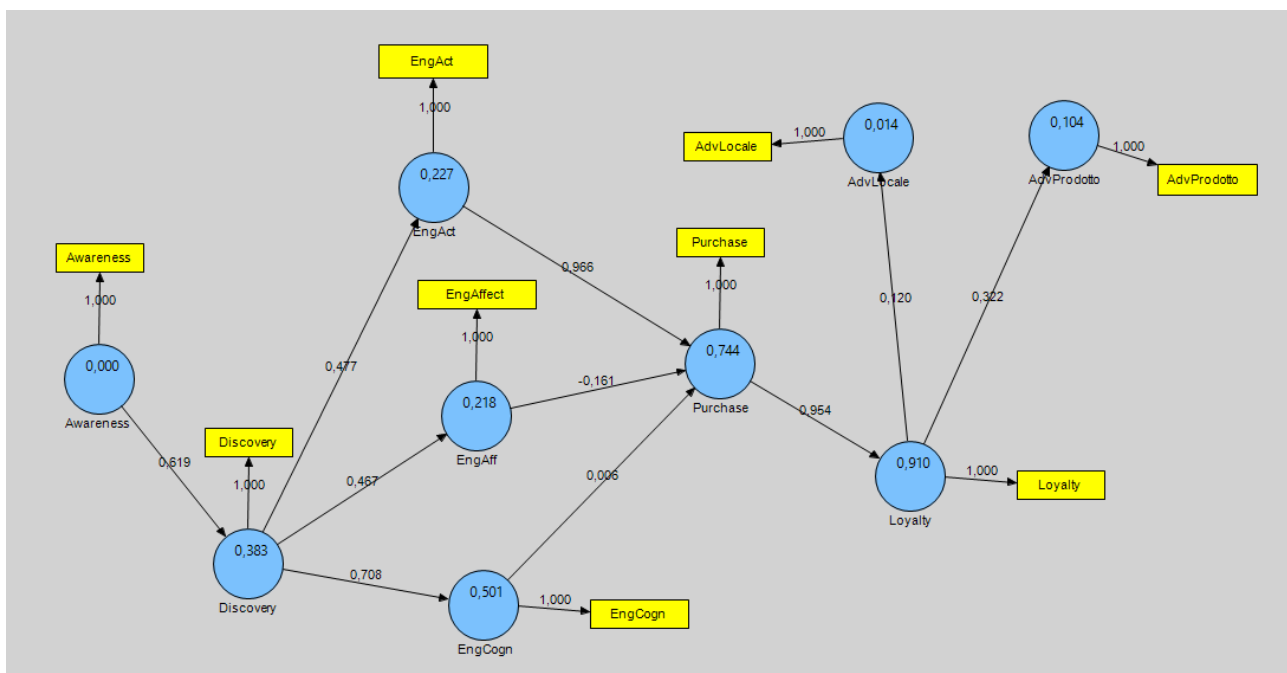 EngAct
1,000
0,227
EngAct
AdvLocale
1,000
0,014
AdvLocale
0,104
AdvProdotto
1,000
AdvProdotto
Awareness
1,000
0,000
Awareness
0,966
EngAffect
1,000
0,218
EngAff
Purchase
1,000
0,744
Purchase
0,120
0,322
0,477
-0,161
0,954
0,619
Discovery
1,000
0,383
Discovery
0,467
0,006
0,910
Loyalty
1,000
Loyalty
0,708
0,501
EngCogn
1,000
EngCogn